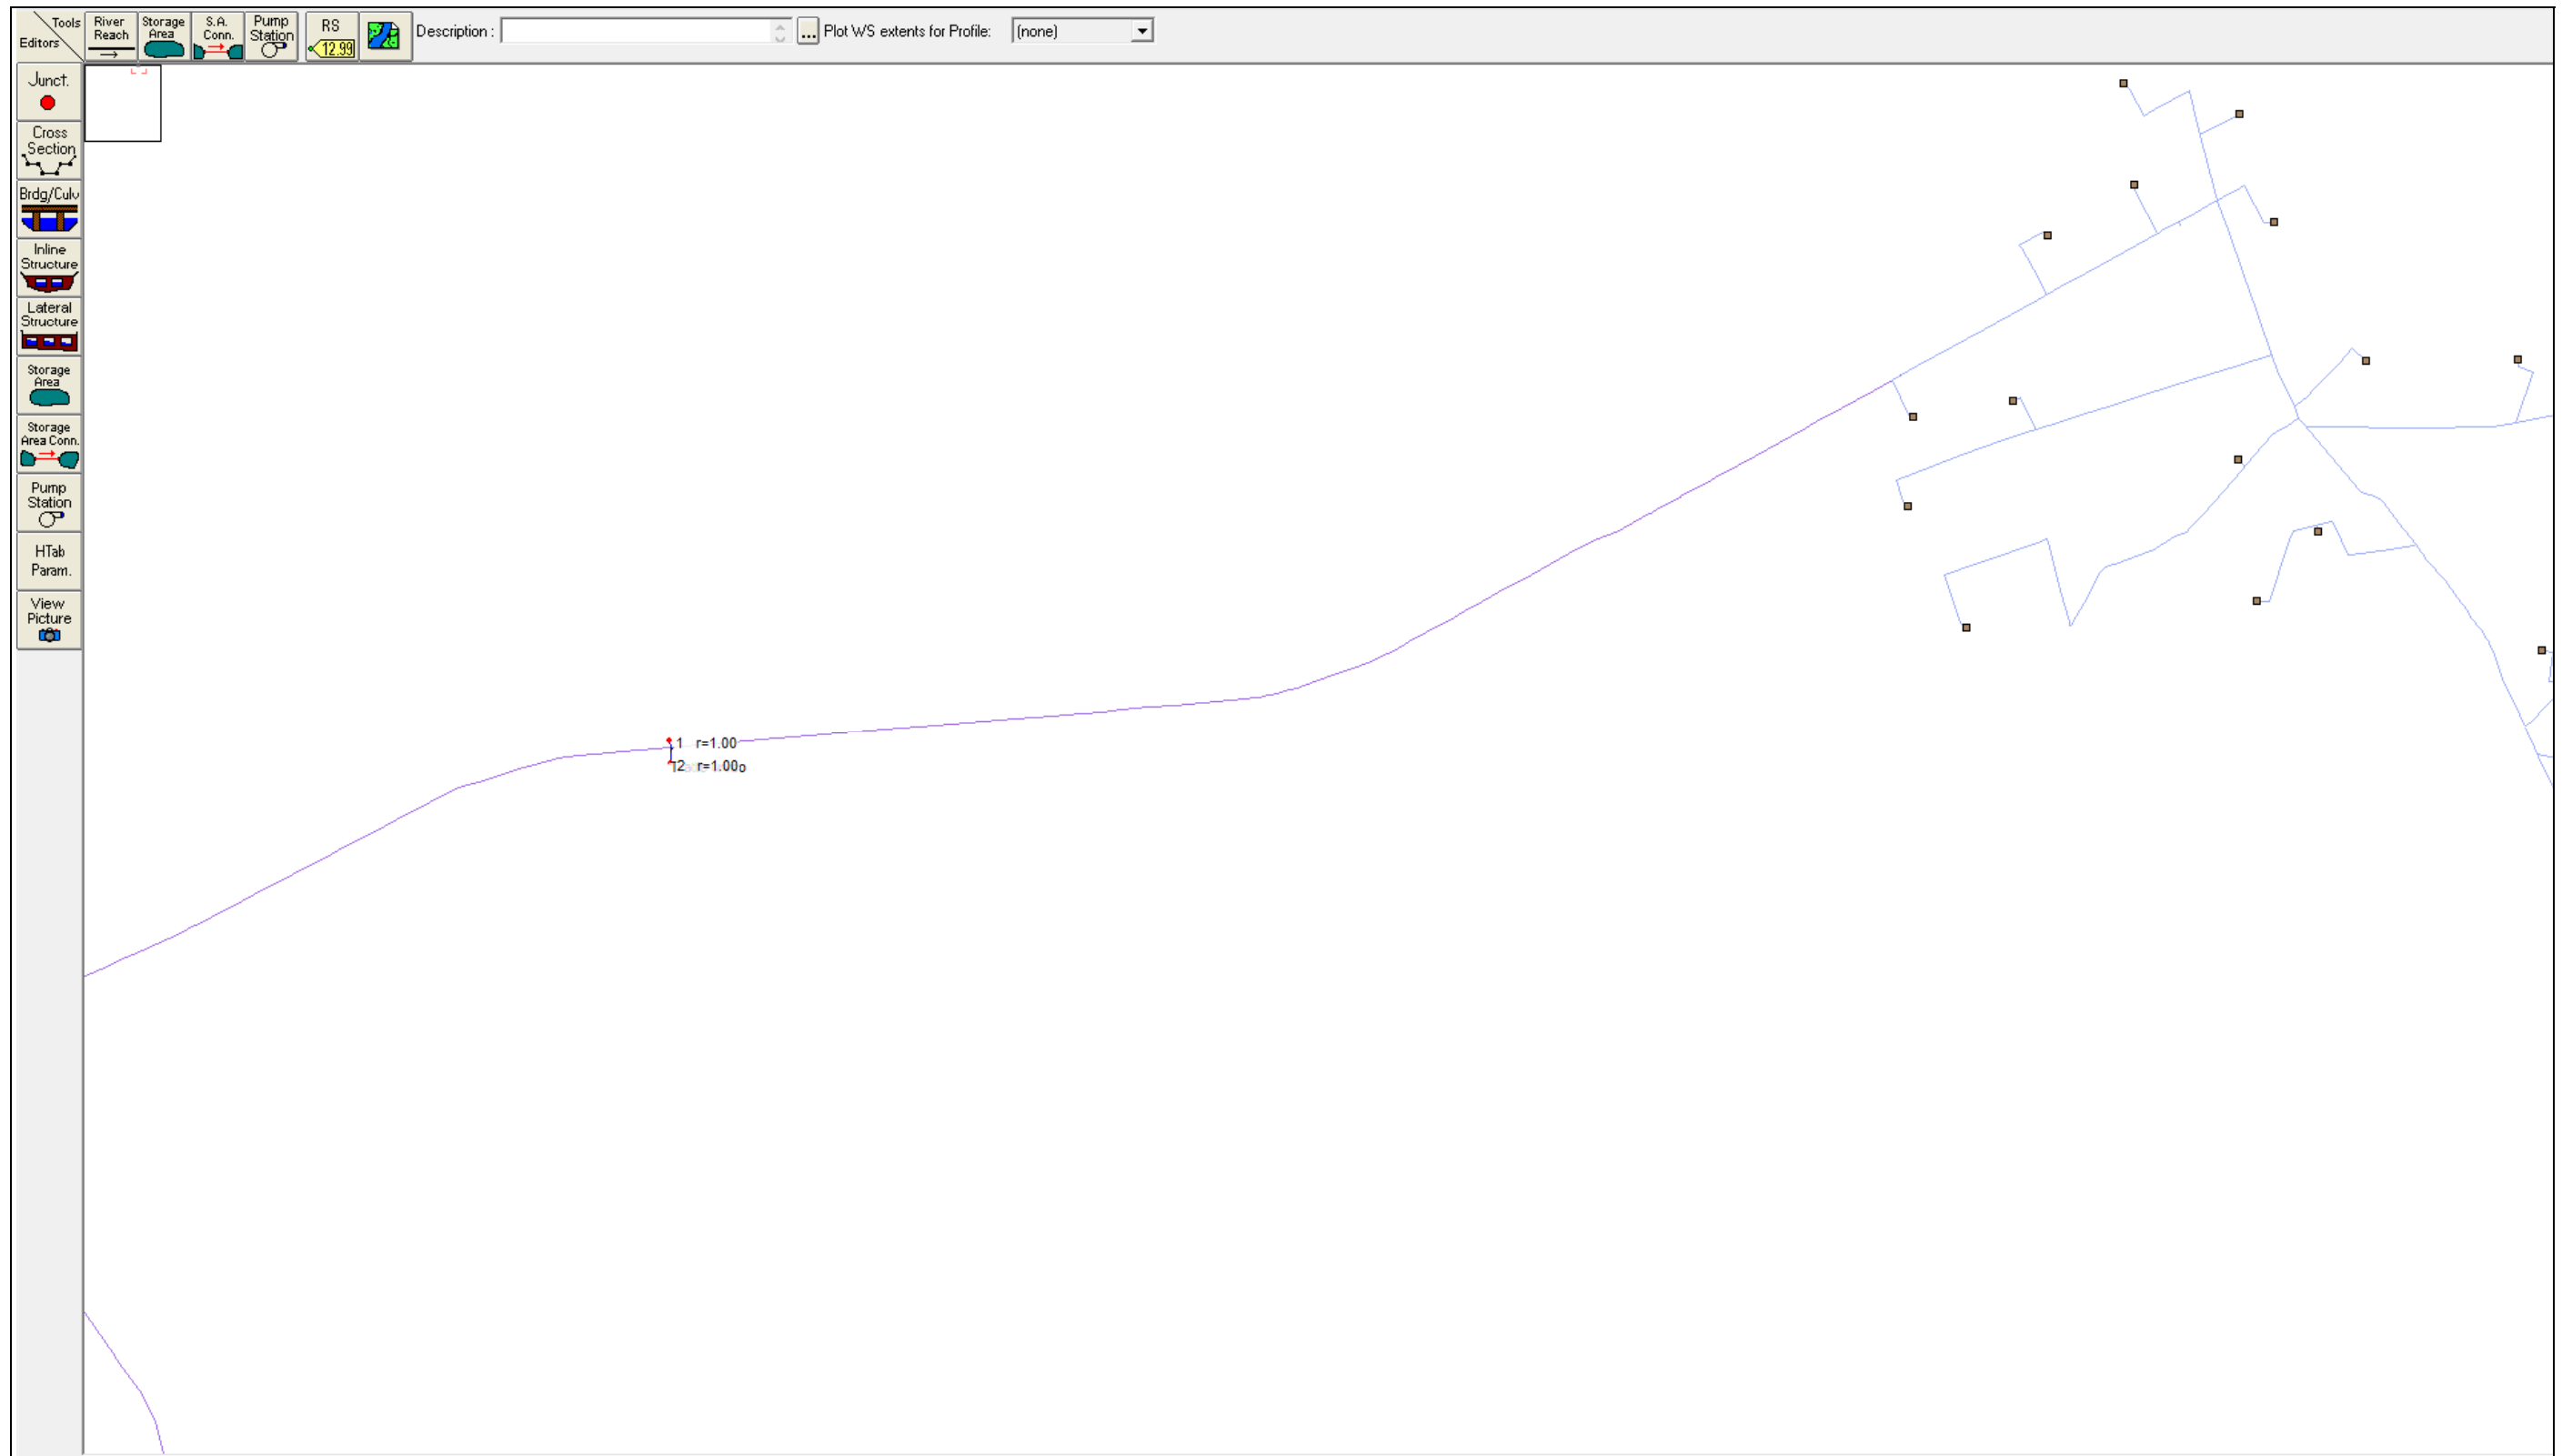 Tools
Editors
River
Reach
Storage
Area
S.A.
Conn.
Pump
Station
RS
12.99
Description :
...
Plot WS extents for Profile:
(none)
Junct.
Cross
Section
Brdg/Culv
Inline
Structure
Lateral
Structure
Storage
Area
Storage
Area Conn.
Pump
Station
HTab
Param.
View
Picture
1 r=1.00
2 r=1.00